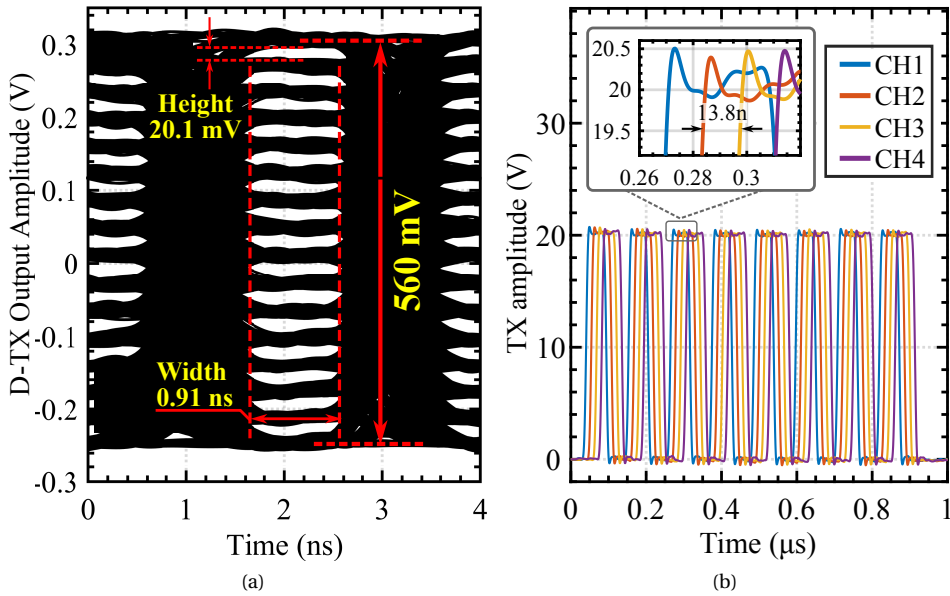 D-TX Output Amplitude (V)
0.3
0.2
0.1
0
-0.1
-0.2
-0.3
Height
20.1 mV
560 mV
Width
0.91 ns
0 1 2 3 4
Time (ns)
(a)
TX amplitude (V)
30
20
10
0
20.5
20
19.5
13.8n
0.26 0.28 0.3
CH1
CH2
CH3
CH4
0 0.2 0.4 0.6 0.8 1
Time (μs)
(b)